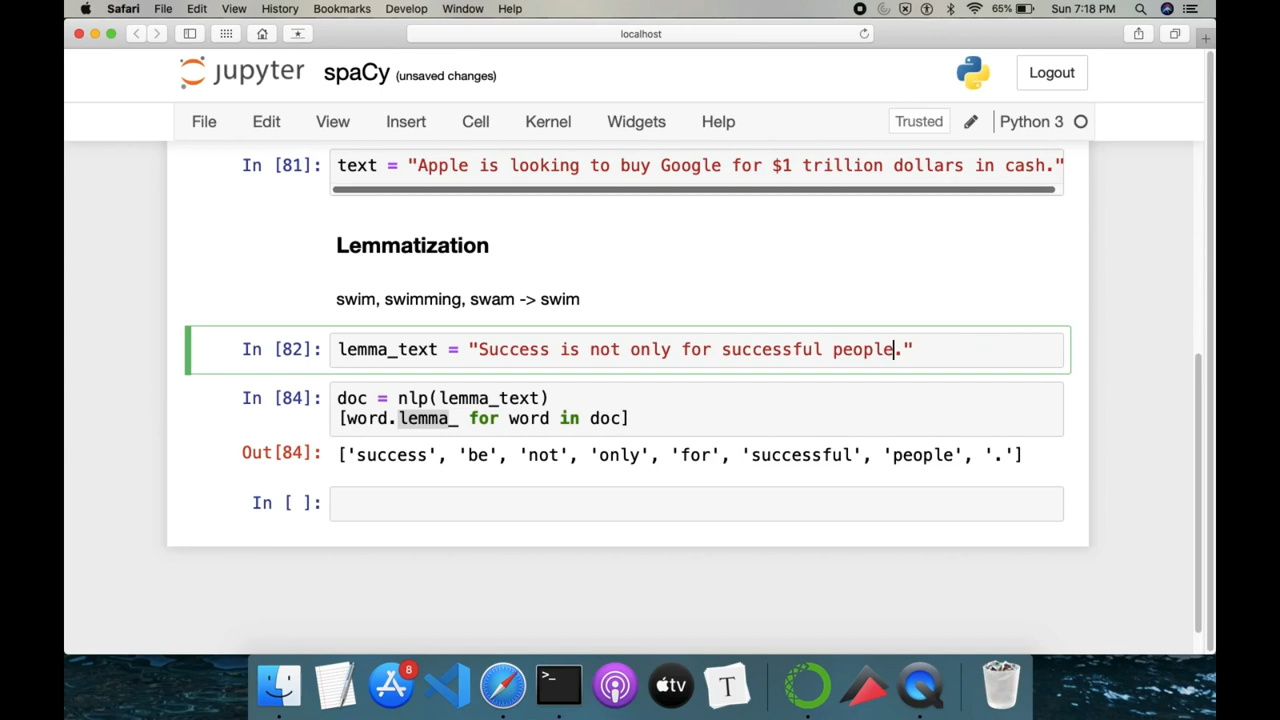 Safari File Edit View History Bookmarks Develop Window Help 65% Sun 7:18 PM
localhost
jupyter spaCy (unsaved changes) Logout
File Edit View Insert Cell Kernel Widgets Help Trusted Python 3
In [81]: text = "Apple is looking to buy Google for $1 trillion dollars in cash."
Lemmatization
swim, swimming, swam -> swim
In [82]: lemma_text = "Success is not only for successful people."
In [84]: doc = nlp(lemma_text)
[word.lemma_ for word in doc]
Out[84]: ['success', 'be', 'not', 'only', 'for', 'successful', 'people', '.']
In [ ]:
8
>_
tv
T